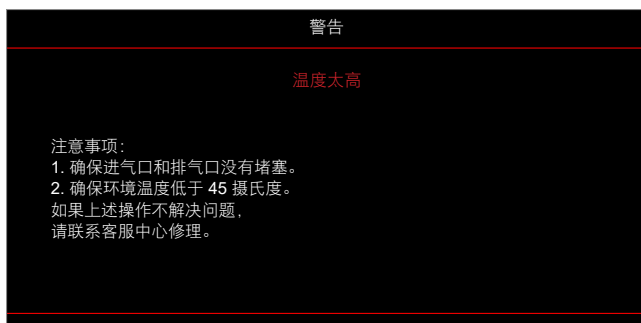 警告
温度太高
注意事项:
1. 确保进气口和排气口没有堵塞。
2. 确保环境温度低于 45 摄氏度。
如果上述操作不解决问题,
请联系客服中心修理。